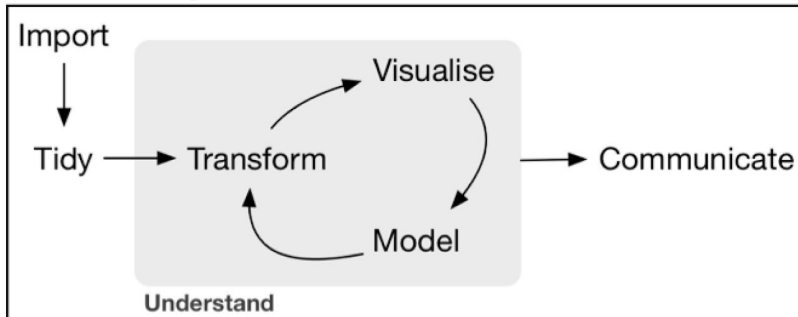 Import
Visualise
Tidy
Transform
Communicate
Model
Understand